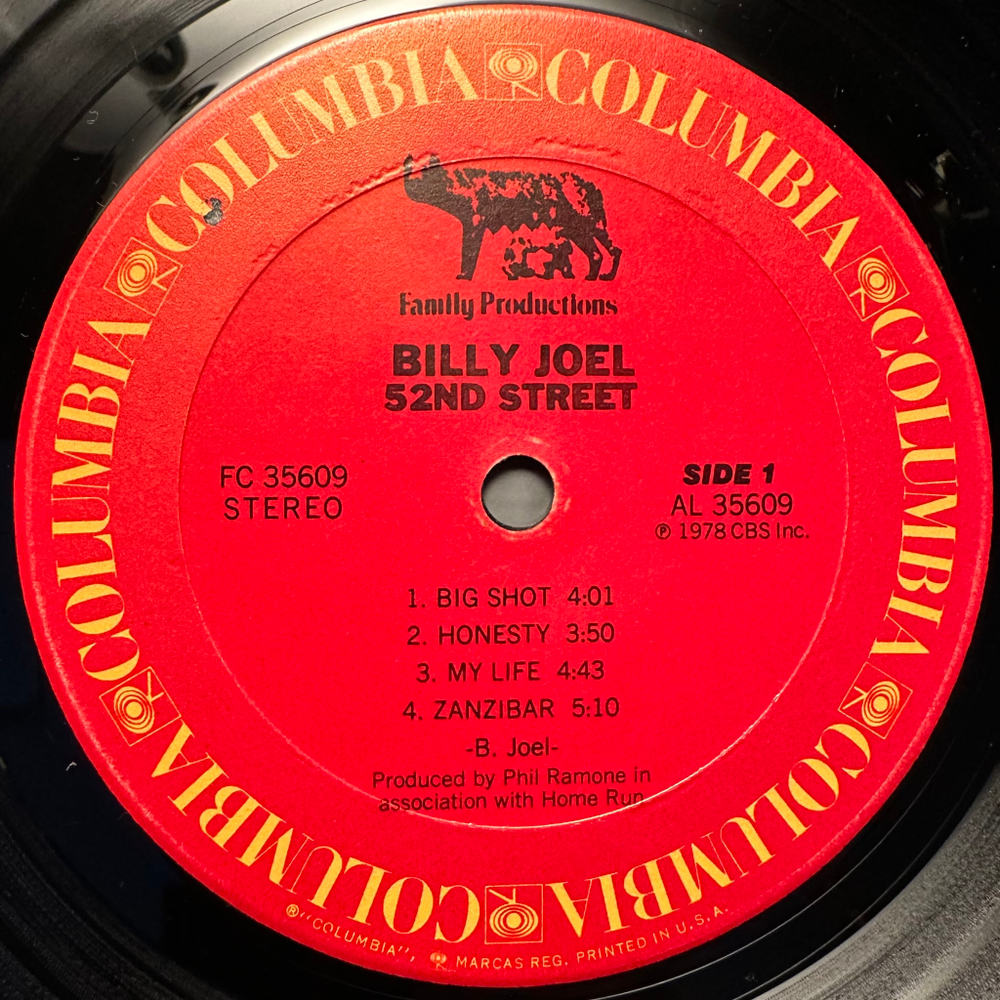 COLUMBIA COLUMBIA COLUMBIA COLUMBIA COLUMBIA COLUMBIA
Family Productions
BILLY JOEL
52ND STREET
FC 35609
STEREO
SIDE 1
AL 35609
℗ 1978 CBS Inc.
1. BIG SHOT 4:01
2. HONESTY 3:50
3. MY LIFE 4:43
4. ZANZIBAR 5:10
-B. Joel-
Produced by Phil Ramone in
association with Home Run
®"COLUMBIA", MARCAS REG. PRINTED IN U.S.A.